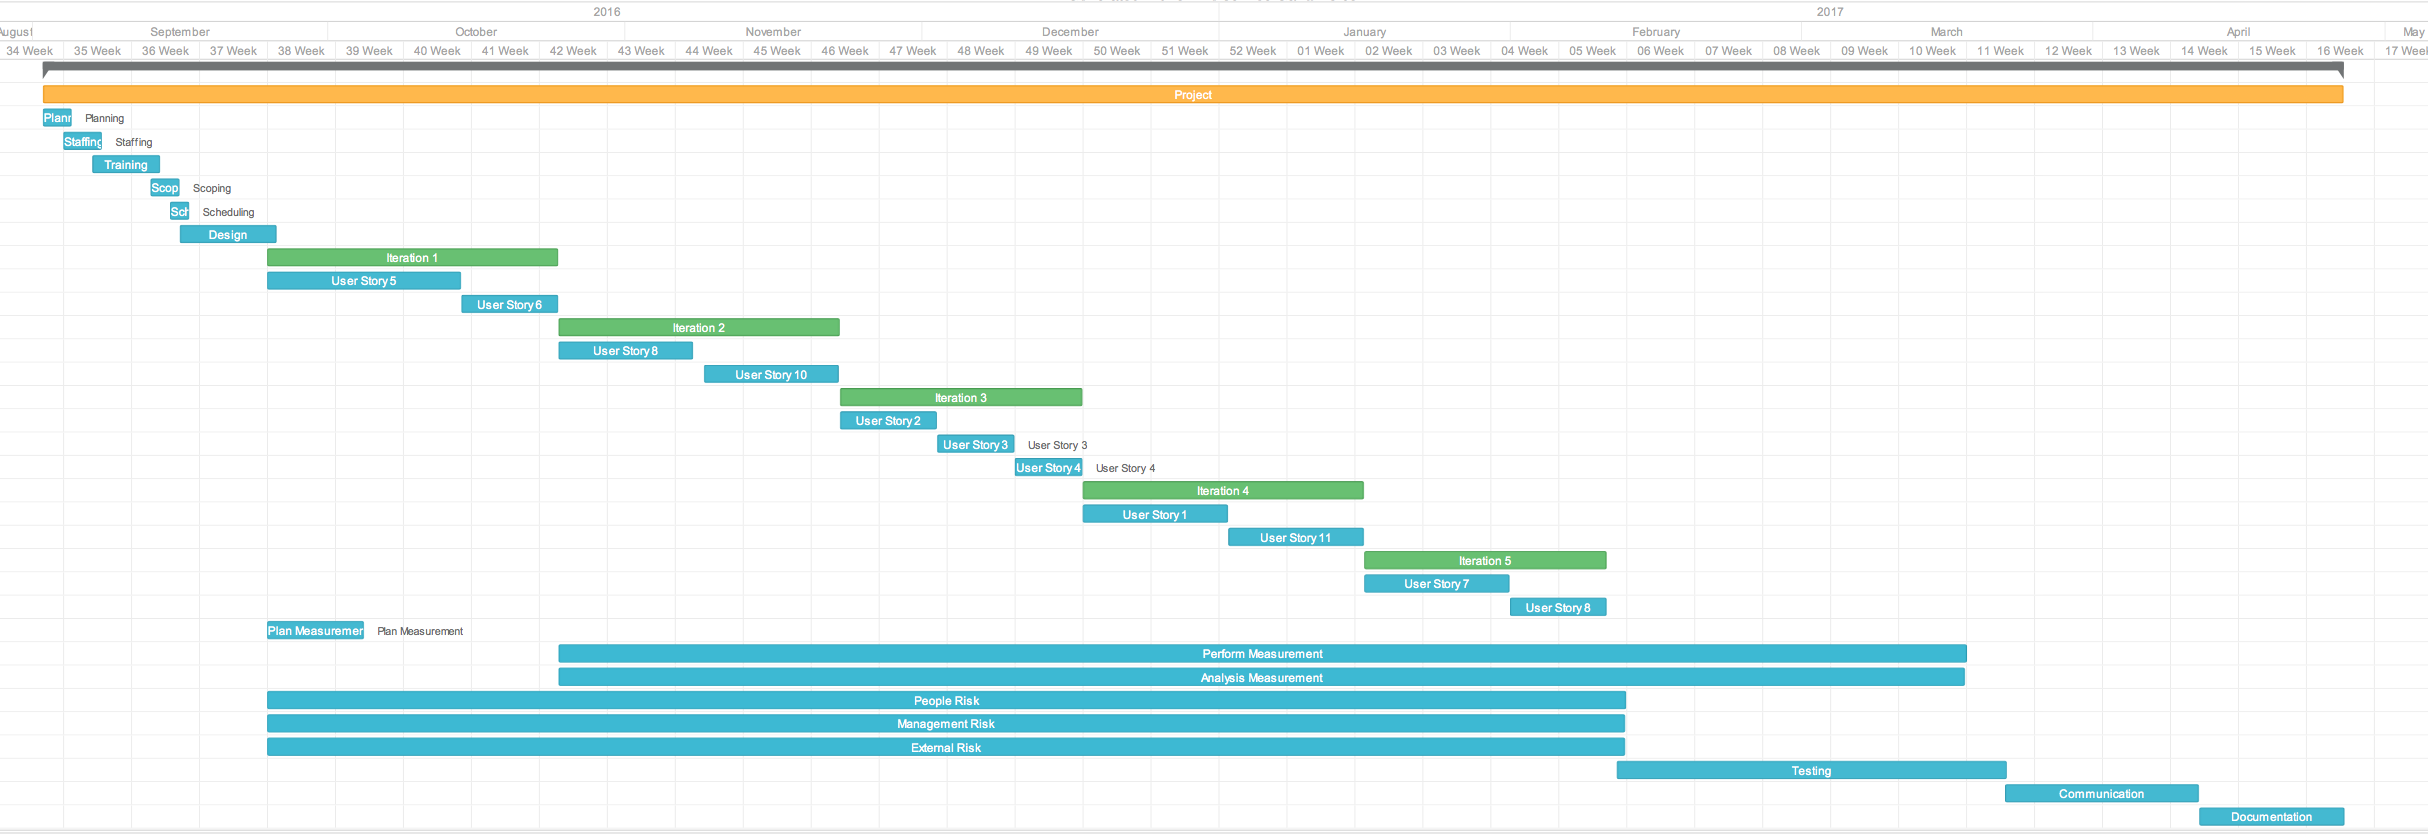 2016 2017
August September October November December January February March April May
34 Week 35 Week 36 Week 37 Week 38 Week 39 Week 40 Week 41 Week 42 Week 43 Week 44 Week 45 Week 46 Week 47 Week 48 Week 49 Week 50 Week 51 Week 52 Week 01 Week 02 Week 03 Week 04 Week 05 Week 06 Week 07 Week 08 Week 09 Week 10 Week 11 Week 12 Week 13 Week 14 Week 15 Week 16 Week 17 Week
Project
Plann Planning
Staffing Staffing
Training
Scop Scoping
Sch Scheduling
Design
Iteration 1
User Story 5
User Story 6
Iteration 2
User Story 8
User Story 10
Iteration 3
User Story 2
User Story 3 User Story 3
User Story 4 User Story 4
Iteration 4
User Story 1
User Story 11
Iteration 5
User Story 7
User Story 8
Plan Measuremen Plan Measurement
Perform Measurement
Analysis Measurement
People Risk
Management Risk
External Risk
Testing
Communication
Documentation